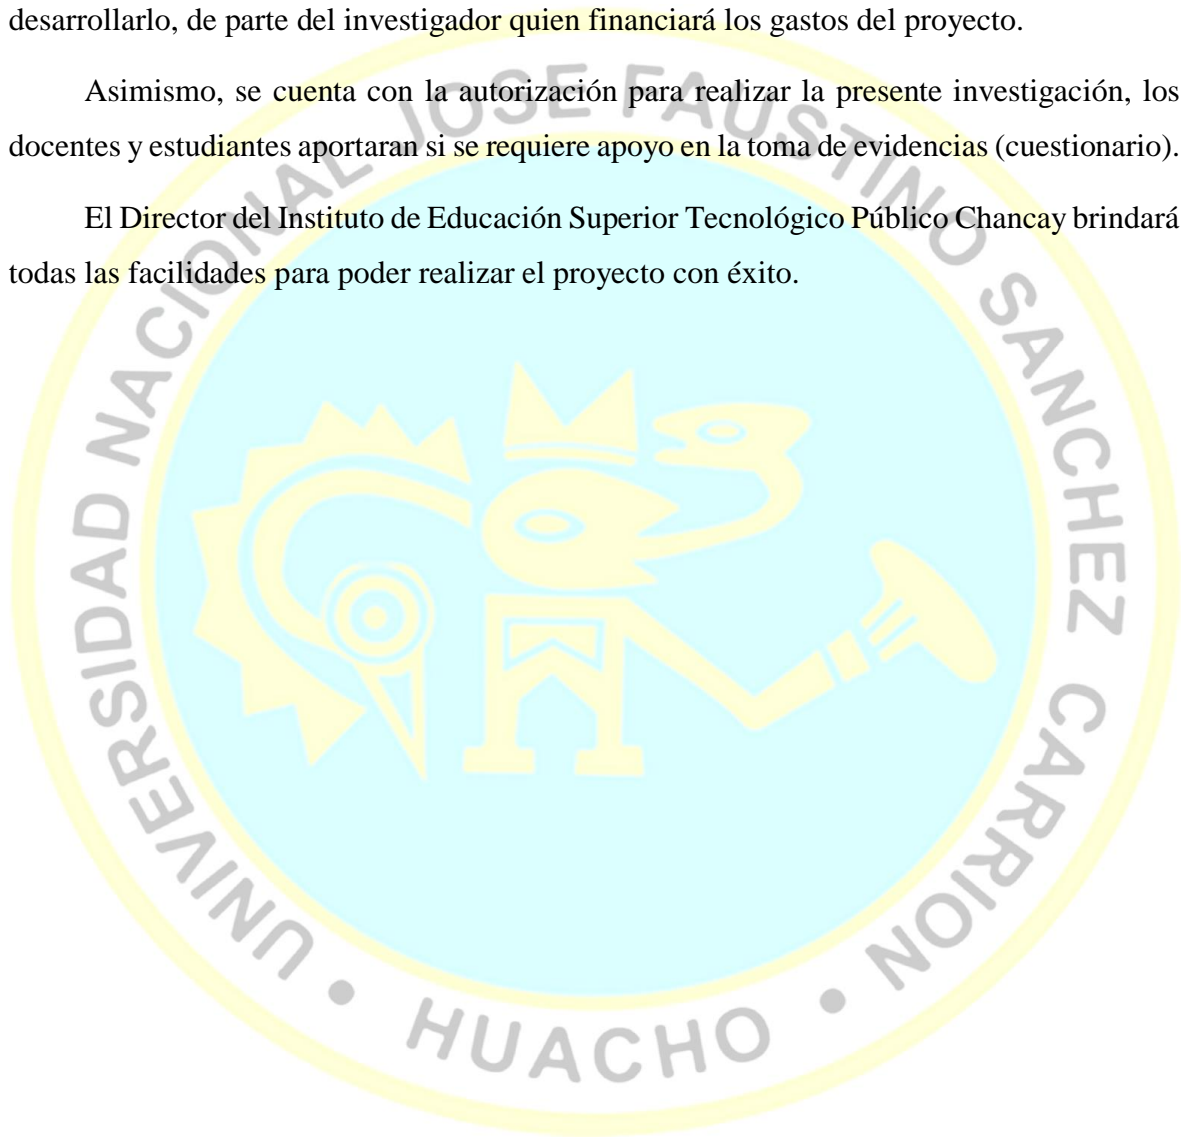 desarrollarlo, de parte del investigador quien financiará los gastos del proyecto.
Asimismo, se cuenta con la autorización para realizar la presente investigación, los
docentes y estudiantes aportaran si se requiere apoyo en la toma de evidencias (cuestionario).
El Director del Instituto de Educación Superior Tecnológico Público Chancay brindará
todas las facilidades para poder realizar el proyecto con éxito.
UNIVERSIDAD NACIONAL JOSE FAUSTINO SANCHEZ CARRION • HUACHO •